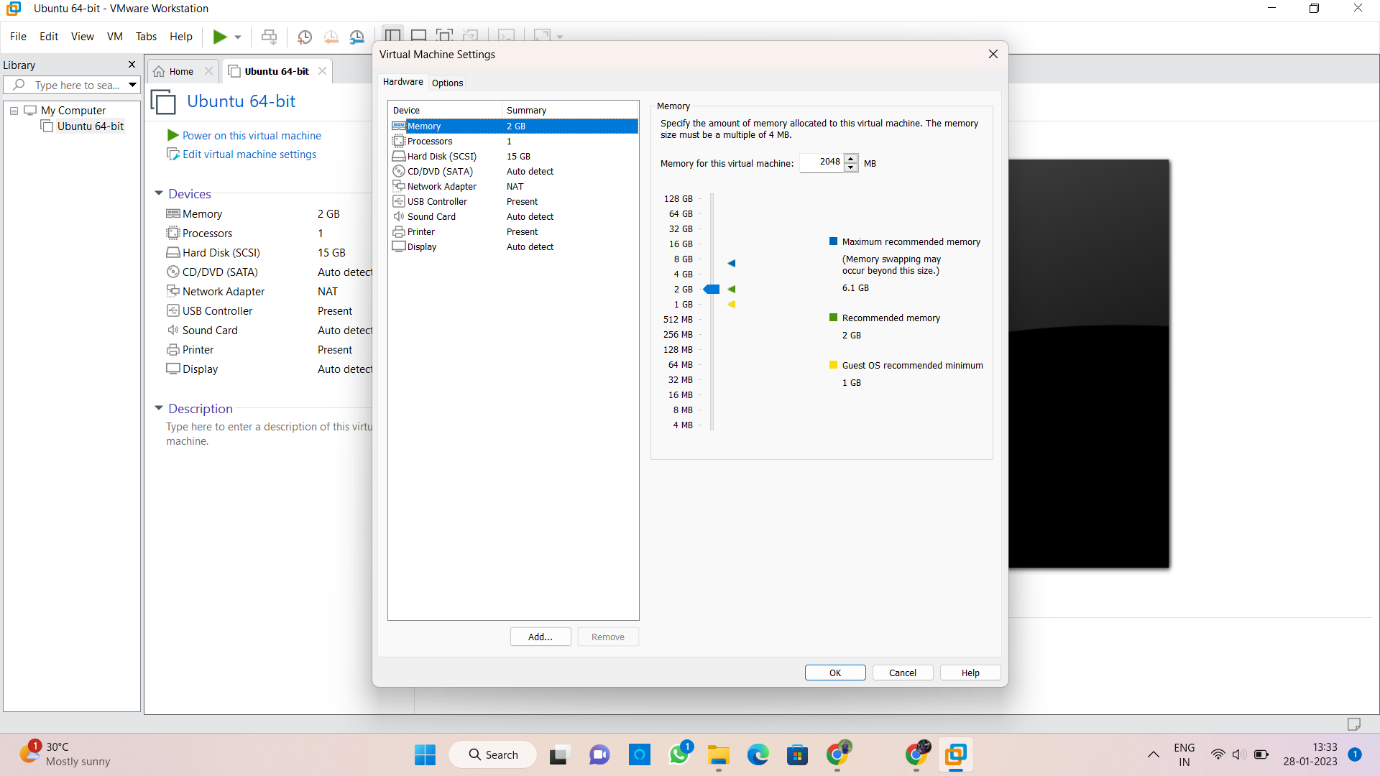 Ubuntu 64-bit - VMware Workstation
File Edit View VM Tabs Help
Library
Type here to sea...
My Computer
Ubuntu 64-bit
Home
Ubuntu 64-bit
Ubuntu 64-bit
Power on this virtual machine
Edit virtual machine settings
Devices
Memory 2 GB
Processors 1
Hard Disk (SCSI) 15 GB
CD/DVD (SATA) Auto detect
Network Adapter NAT
USB Controller Present
Sound Card Auto detect
Printer Present
Display Auto detect
Description
Type here to enter a description of this virtu
machine.
Virtual Machine Settings
Hardware Options
Device Summary
Memory 2 GB
Processors 1
Hard Disk (SCSI) 15 GB
CD/DVD (SATA) Auto detect
Network Adapter NAT
USB Controller Present
Sound Card Auto detect
Printer Present
Display Auto detect
Add... Remove
Memory
Specify the amount of memory allocated to this virtual machine. The memory
size must be a multiple of 4 MB.
Memory for this virtual machine: 2048 MB
128 GB
64 GB
32 GB
16 GB
8 GB
4 GB
2 GB
1 GB
512 MB
256 MB
128 MB
64 MB
32 MB
16 MB
8 MB
4 MB
Maximum recommended memory
(Memory swapping may
occur beyond this size.)
6.1 GB
Recommended memory
2 GB
Guest OS recommended minimum
1 GB
OK Cancel Help
1
30°C
Mostly sunny
Search
1
ENG
IN
13:33
28-01-2023
1